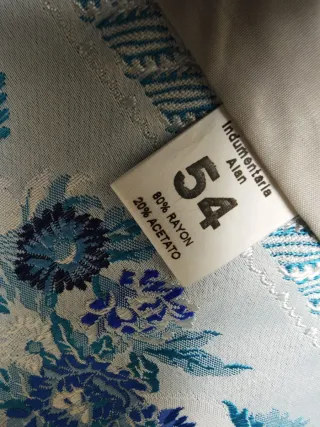 Indumentaria
Alan
54
80% RAYON
20% ACETATO